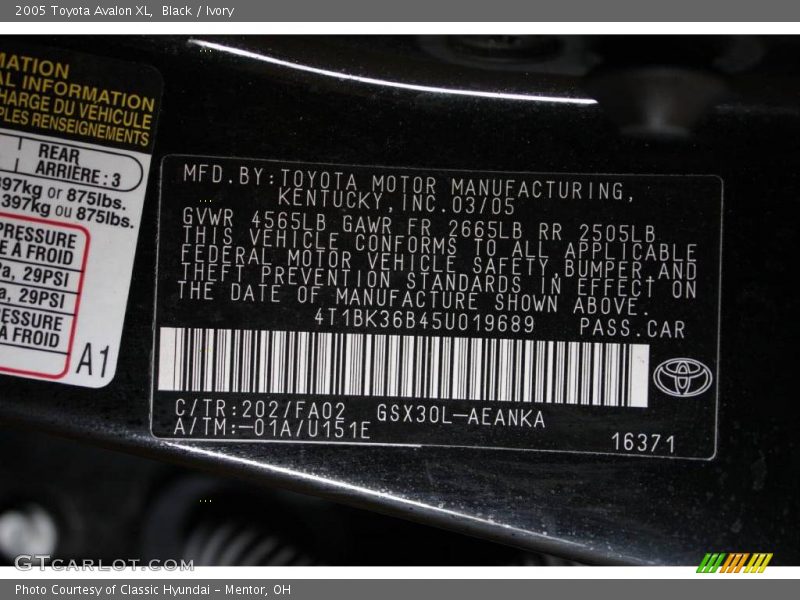 2005 Toyota Avalon XL, Black / Ivory
MATION
AL INFORMATION
CHARGE DU VÉHICULE
PLES RENSEIGNEMENTS
REAR
ARRIÈRE : 3
397kg or 875lbs.
397kg ou 875lbs.
PRESSURE
E À FROID
a, 29PSI
a, 29PSI
PRESSURE
À FROID
A1
MFD.BY:TOYOTA MOTOR MANUFACTURING,
KENTUCKY,INC.03/05
GVWR 4565LB GAWR FR 2665LB RR 2505LB
THIS VEHICLE CONFORMS TO ALL APPLICABLE
FEDERAL MOTOR VEHICLE SAFETY,BUMPER,AND
THEFT PREVENTION STANDARDS IN EFFECT ON
THE DATE OF MANUFACTURE SHOWN ABOVE.
4T1BK36B45U019689 PASS.CAR
C/TR:202/FA02 GSX30L-AEANKA
A/TM:-01A/U151E
16371
GTCARLOT.COM
Photo Courtesy of Classic Hyundai - Mentor, OH